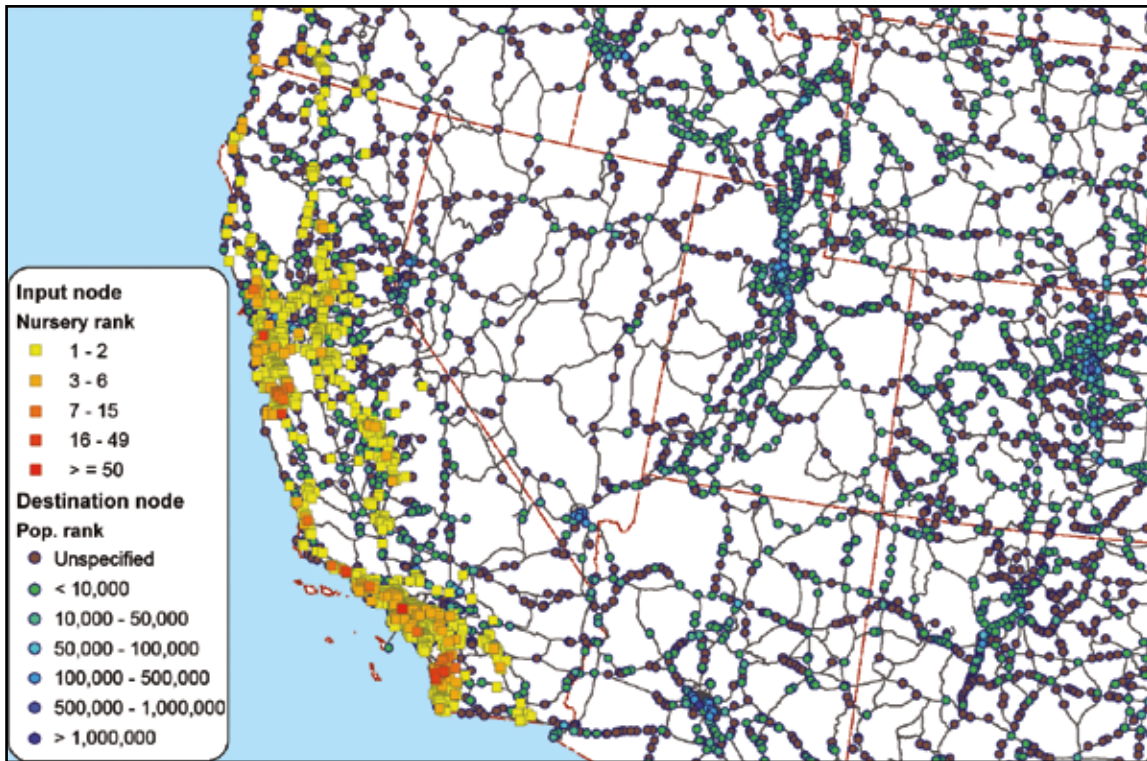 Input node
Nursery rank
1 - 2
3 - 6
7 - 15
16 - 49
> = 50
Destination node
Pop. rank
Unspecified
< 10,000
10,000 - 50,000
50,000 - 100,000
100,000 - 500,000
500,000 - 1,000,000
> 1,000,000